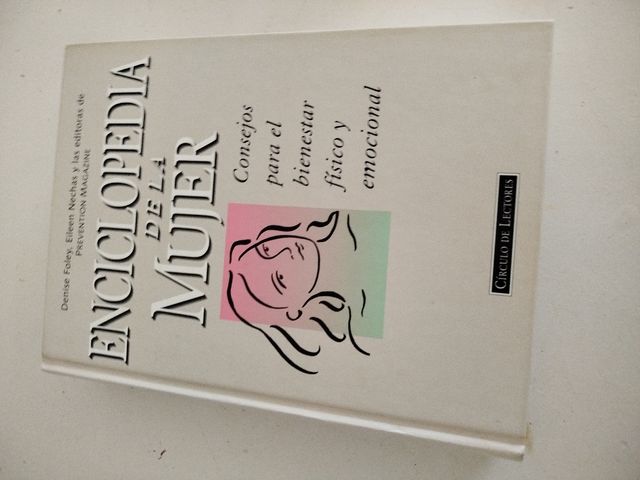 Denise Foley, Eileen Nechas y las editoras de
PREVENTION MAGAZINE
ENCICLOPEDIA
DE LA
MUJER
Consejos
para el
bienestar
físico y
emocional
CÍRCULO DE LECTORES